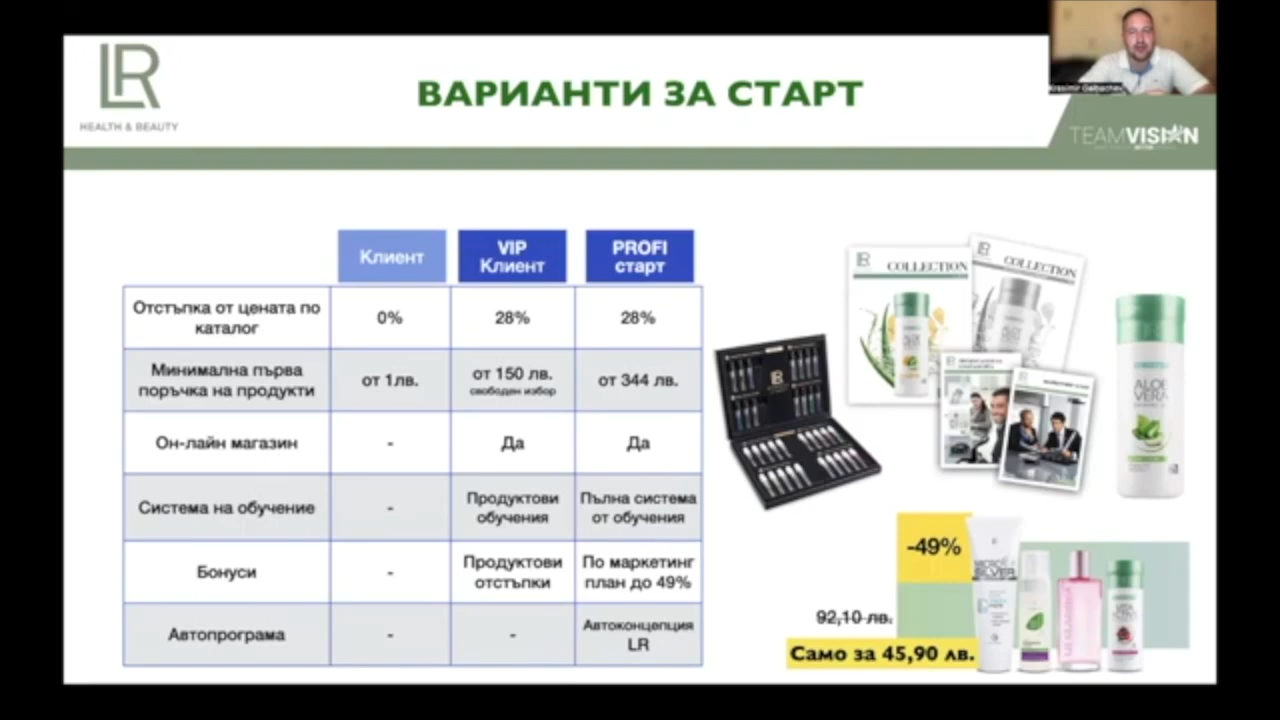 LR
HEALTH & BEAUTY
ВАРИАНТИ ЗА СТАРТ
TEAMVISION
Клиент
VIP
Клиент
PROFI
старт
Отстъпка от цената по
каталог
0%
28%
28%
Минимална първа
поръчка на продукти
от 1лв.
от 150 лв.
свободен избор
от 344 лв.
Он-лайн магазин
-
Да
Да
Система на обучение
-
Продуктови
обучения
Пълна система
от обучения
Бонуси
-
Продуктови
отстъпки
По маркетинг
план до 49%
Автопрограма
-
-
Автоконцепция
LR
COLLECTION
COLLECTION
ALOE
VERA
-49%
92,10 лв.
Само за 45,90 лв.